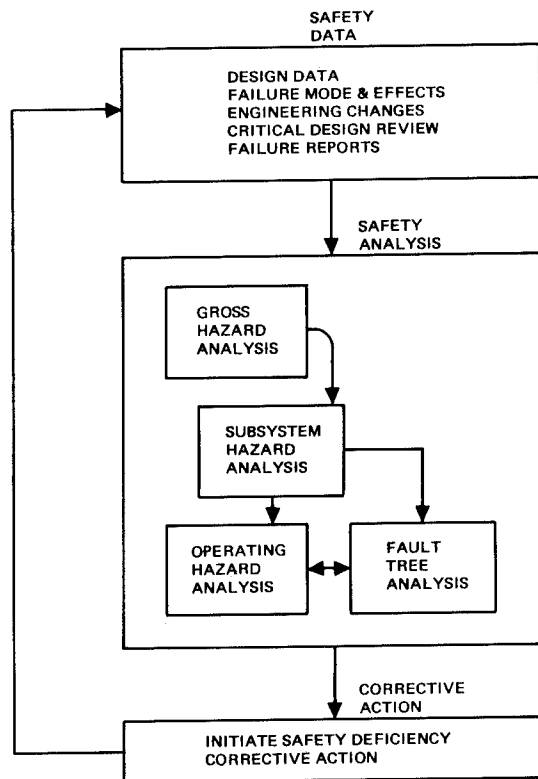 SAFETY
DATA
DESIGN DATA
FAILURE MODE & EFFECTS
ENGINEERING CHANGES
CRITICAL DESIGN REVIEW
FAILURE REPORTS
SAFETY
ANALYSIS
GROSS
HAZARD
ANALYSIS
SUBSYSTEM
HAZARD
ANALYSIS
OPERATING
HAZARD
ANALYSIS
FAULT
TREE
ANALYSIS
CORRECTIVE
ACTION
INITIATE SAFETY DEFICIENCY
CORRECTIVE ACTION